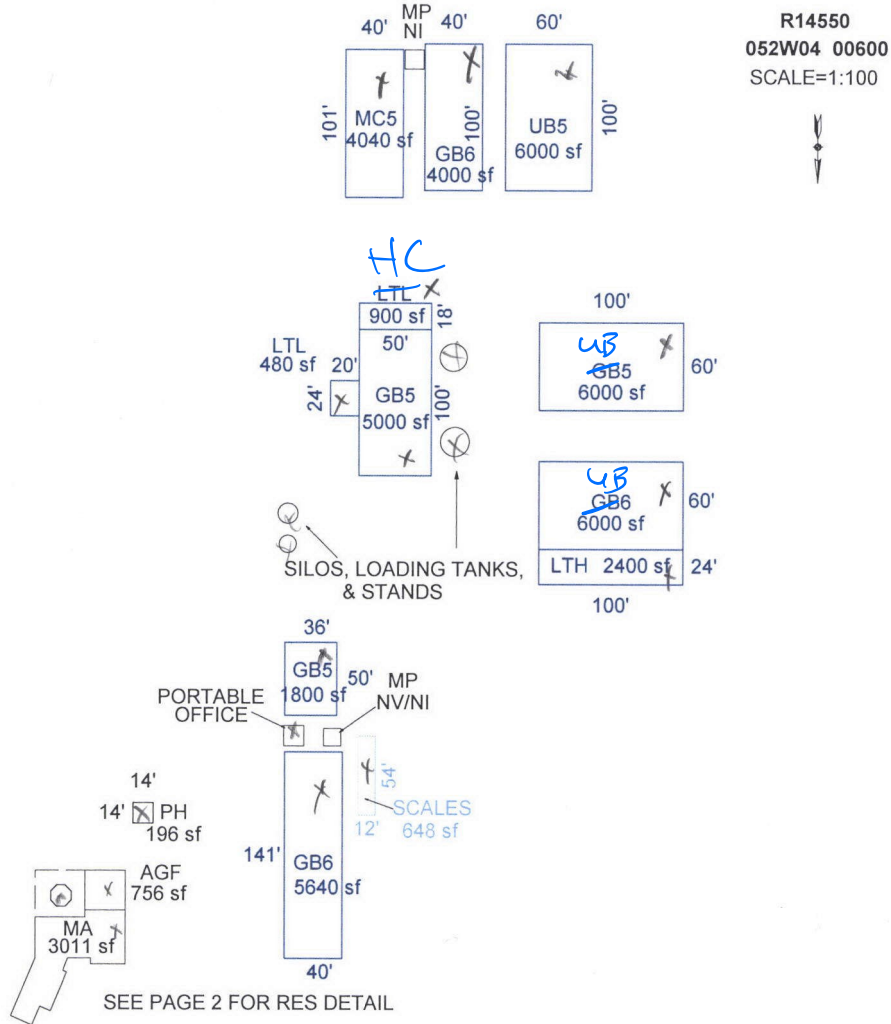 R14550
052W04 00600
SCALE=1:100
MP
NI
40'
40'
60'
101'
MC5
4040 sf
100'
GB6
4000 sf
UB5
6000 sf
100'
HC
LTL
900 sf
18'
50'
LTL
480 sf
20'
24'
GB5
5000 sf
100'
100'
UB
GB5
6000 sf
60'
UB
GB6
6000 sf
60'
LTH 2400 sf
24'
100'
SILOS, LOADING TANKS,
& STANDS
36'
GB5
1800 sf
50'
MP
NV/NI
PORTABLE
OFFICE
54'
SCALES
648 sf
12'
14'
14'
PH
196 sf
141'
GB6
5640 sf
40'
AGF
756 sf
MA
3011 sf
SEE PAGE 2 FOR RES DETAIL